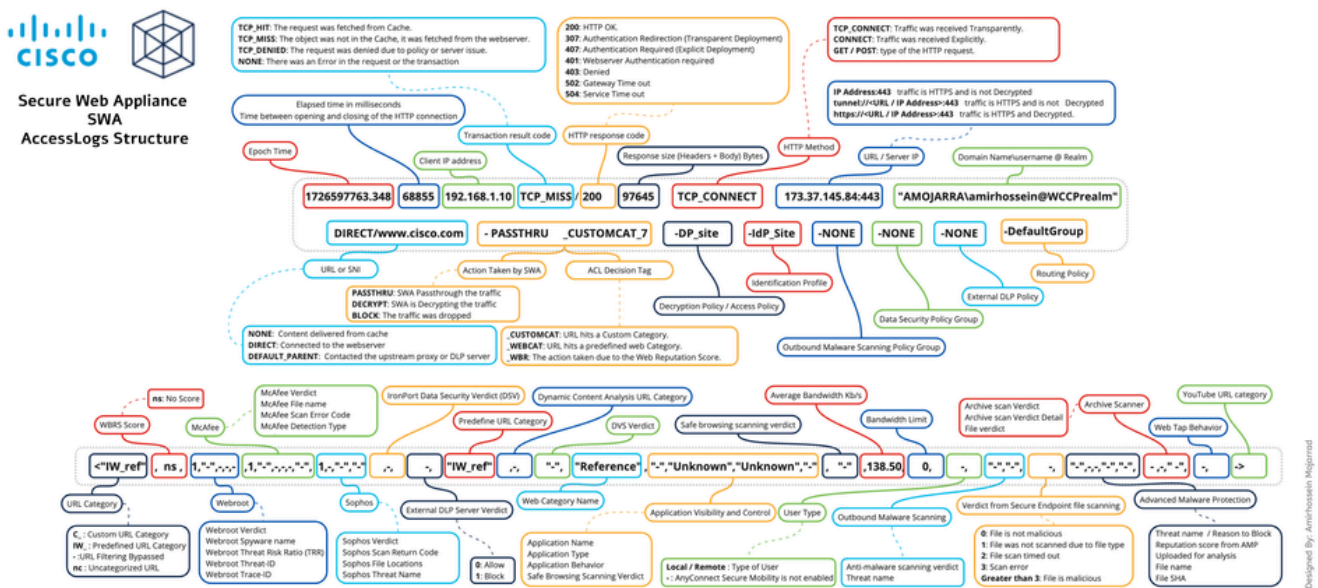 CISCO
Secure Web Appliance
SWA
AccessLogs Structure
TCP_HIT: The request was fetched from Cache.
TCP_MISS: The object was not in the Cache, it was fetched from the webserver.
TCP_DENIED: The request was denied due to policy or server issue.
NONE: There was an Error in the request or the transaction
200: HTTP OK.
307: Authentication Redirection (Transparent Deployment)
407: Authentication Required (Explicit Deployment)
401: Webserver Authentication required
403: Denied
502: Gateway Time out
504: Service Time out
TCP_CONNECT: Traffic was received Transparently.
CONNECT: Traffic was received Explicitly.
GET / POST: type of the HTTP request.
IP Address:443 traffic is HTTPS and is not Decrypted
tunnel://<URL / IP Address>:443 traffic is HTTPS and is not Decrypted
https://<URL / IP Address>:443 traffic is HTTPS and is Decrypted.
Elapsed time in milliseconds
Time between opening and closing of the HTTP connection
Transaction result code
HTTP response code
Epoch Time
Client IP address
Response size (Headers + Body) Bytes
HTTP Method
URL / Server IP
Domain Name\username @ Realm
1726597763.348 68855 192.168.1.10 TCP_MISS / 200 97645 TCP_CONNECT 173.37.145.84:443 "AMOJARRA\amirhossein@WCCPrealm"
DIRECT/www.cisco.com - PASSTHRU _CUSTOMCAT_7 -DP_site -IdP_Site -NONE -NONE -NONE -DefaultGroup
URL or SNI
Action Taken by SWA
ACL Decision Tag
Identification Profile
Routing Policy
PASSTHRU: SWA Passthrough the traffic
DECRYPT: SWA is Decrypting the traffic
BLOCK: The traffic was dropped
Decryption Policy / Access Policy
External DLP Policy
Data Security Policy Group
NONE: Content delivered from cache
DIRECT: Connected to the webserver
DEFAULT_PARENT: Contacted the upstream proxy or DLP server
_CUSTOMCAT: URL hits a Custom Category.
_WEBCAT: URL hits a predefined web Category.
_WBR: The action taken due to the Web Reputation Score.
Outbound Malware Scanning Policy Group
ns: No Score
WBRS Score
McAfee
McAfee Verdict
McAfee File name
McAfee Scan Error Code
McAfee Detection Type
IronPort Data Security Verdict (DSV)
Predefine URL Category
Dynamic Content Analysis URL Category
DVS Verdict
Safe browsing scanning verdict
Average Bandwidth Kb/s
Bandwidth Limit
Archive scan Verdict
Archive scan Verdict Detail
File verdict
Archive Scanner
Web Tap Behavior
YouTube URL category
<"IW_ref" , ns , 1,"-",-,-,- ,1,"-",-,-,-,"-", 1,-,"-","-" ,-,- -, "IW_ref" ,-,- "-", "Reference" ,"-","Unknown","Unknown","-" , "-" ,138.50, 0, -, "-","-", -, "-",-,-,"-","-", -,-,"-", -, ->
URL Category
Webroot
Sophos
External DLP Server Verdict
Web Category Name
Application Visibility and Control
User Type
Outbound Malware Scanning
Verdict from Secure Endpoint file scanning
Advanced Malware Protection
C_ : Custom URL Category
IW_ : Predefined URL Category
- :URL Filtering Bypassed
nc : Uncategorized URL
Webroot Verdict
Webroot Spyware name
Webroot Threat Risk Ratio (TRR)
Webroot Threat-ID
Webroot Trace-ID
Sophos Verdict
Sophos Scan Return Code
Sophos File Locations
Sophos Threat Name
0: Allow
1: Block
Application Name
Application Type
Application Behavior
Safe Browsing Scanning Verdict
Local / Remote : Type of User
- : AnyConnect Secure Mobility is not enabled
Anti-malware scanning verdict
Threat name
0: File is not malicious
1: File was not scanned due to file type
2: File scan timed out
3: Scan error
Greater than 3: File is malicious
Threat name / Reason to Block
Reputation score from AMP
Uploaded for analysis
File name
File SHA
Designed By: Amirhossein Mojarrad